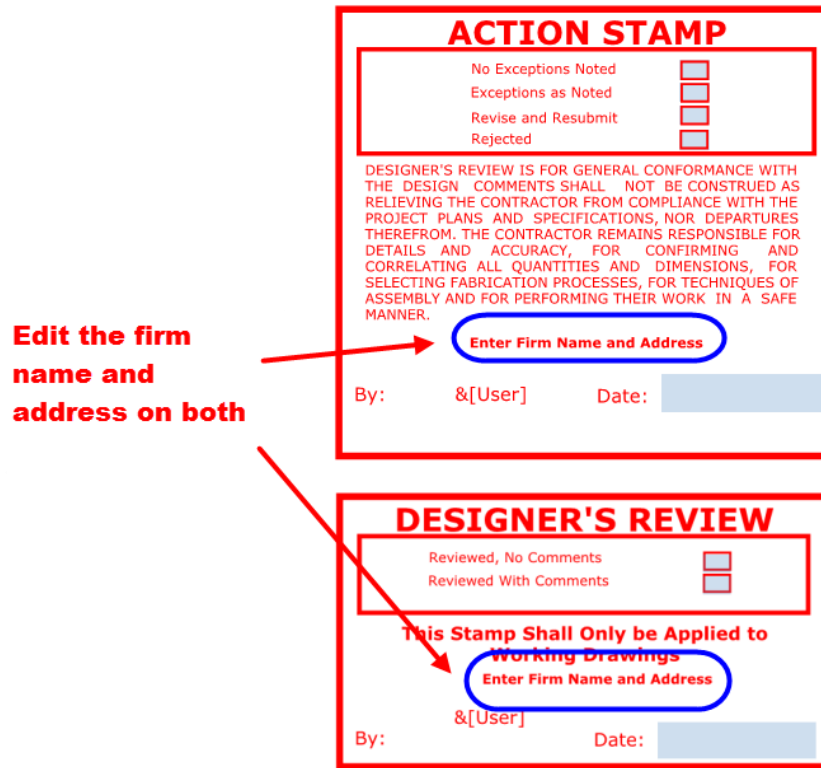 ACTION STAMP
No Exceptions Noted
Exceptions as Noted
Revise and Resubmit
Rejected
DESIGNER'S REVIEW IS FOR GENERAL CONFORMANCE WITH
THE DESIGN COMMENTS SHALL NOT BE CONSTRUED AS
RELIEVING THE CONTRACTOR FROM COMPLIANCE WITH THE
PROJECT PLANS AND SPECIFICATIONS, NOR DEPARTURES
THEREFROM. THE CONTRACTOR REMAINS RESPONSIBLE FOR
DETAILS AND ACCURACY, FOR CONFIRMING AND
CORRELATING ALL QUANTITIES AND DIMENSIONS, FOR
SELECTING FABRICATION PROCESSES, FOR TECHNIQUES OF
ASSEMBLY AND FOR PERFORMING THEIR WORK IN A SAFE
MANNER.
Enter Firm Name and Address
By: &[User] Date:
Edit the firm
name and
address on both
DESIGNER'S REVIEW
Reviewed, No Comments
Reviewed With Comments
This Stamp Shall Only be Applied to
Working Drawings
Enter Firm Name and Address
&[User]
By: Date: